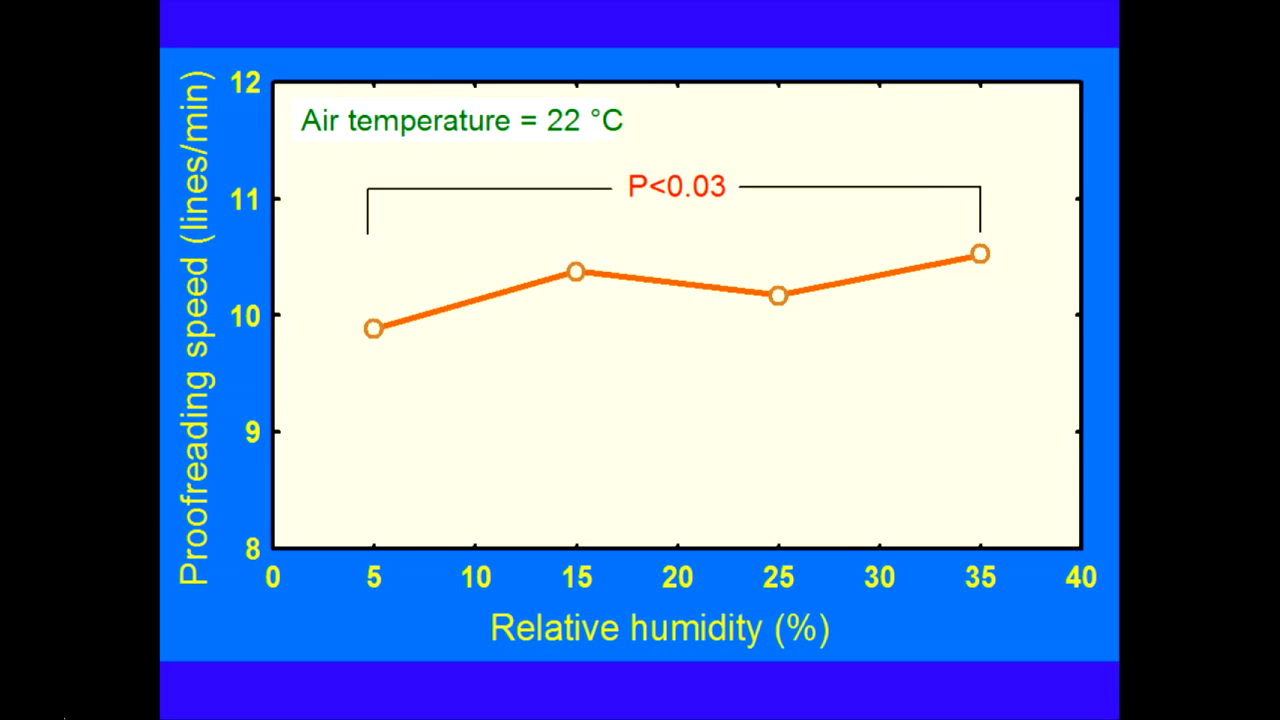 Proofreading speed (lines/min)
12
11
10
9
8
Air temperature = 22 °C
P<0.03
0 5 10 15 20 25 30 35 40
Relative humidity (%)